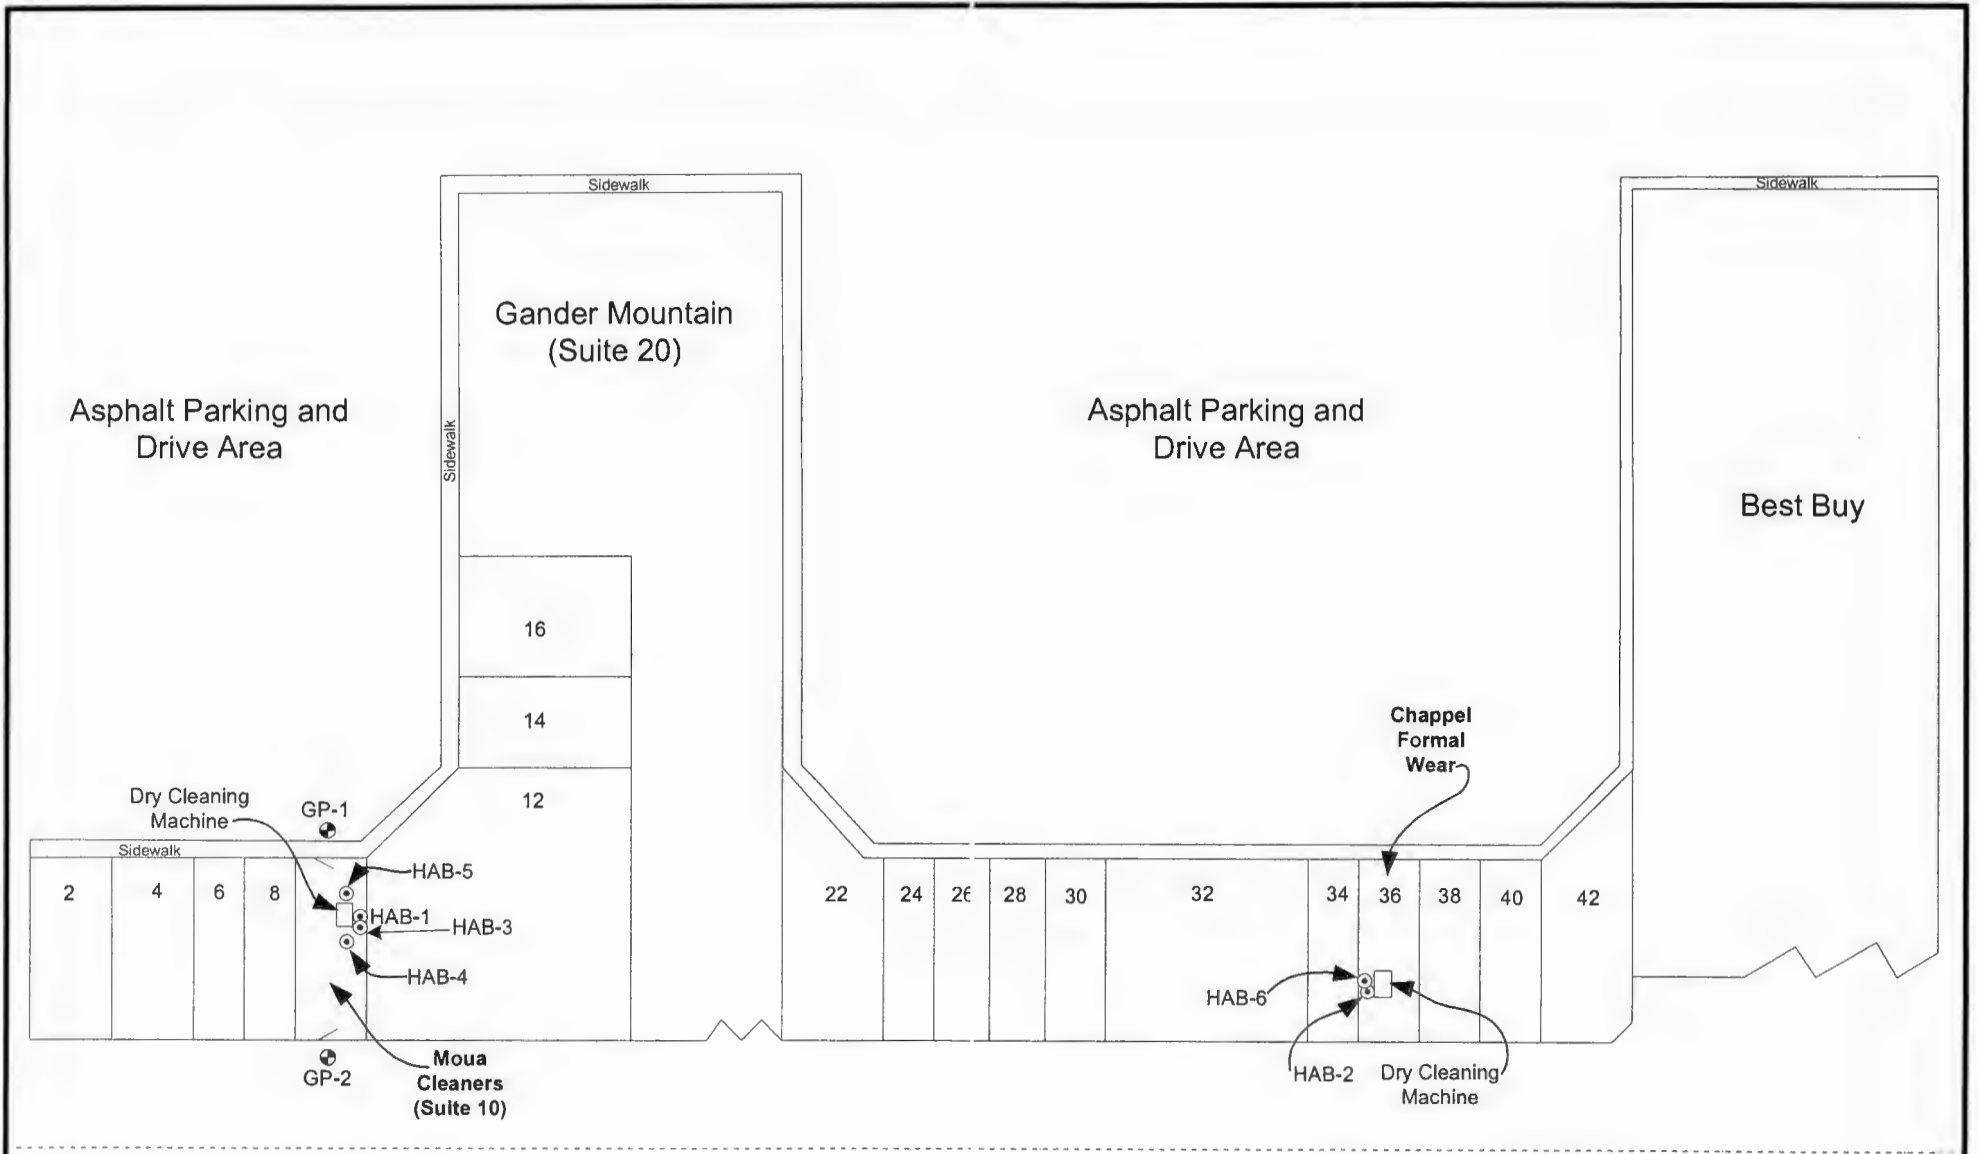 Sidewalk
Sidewalk
Gander Mountain
(Suite 20)
Asphalt Parking and
Drive Area
Asphalt Parking and
Drive Area
Sidewalk
Best Buy
16
14
12
Chappel
Formal
Wear
Dry Cleaning
Machine
GP-1
Sidewalk
HAB-5
2
4
6
8
HAB-1
HAB-3
HAB-4
22
24
26
28
30
32
34
36
38
40
42
HAB-6
GP-2
Moua
Cleaners
(Suite 10)
HAB-2
Dry Cleaning
Machine